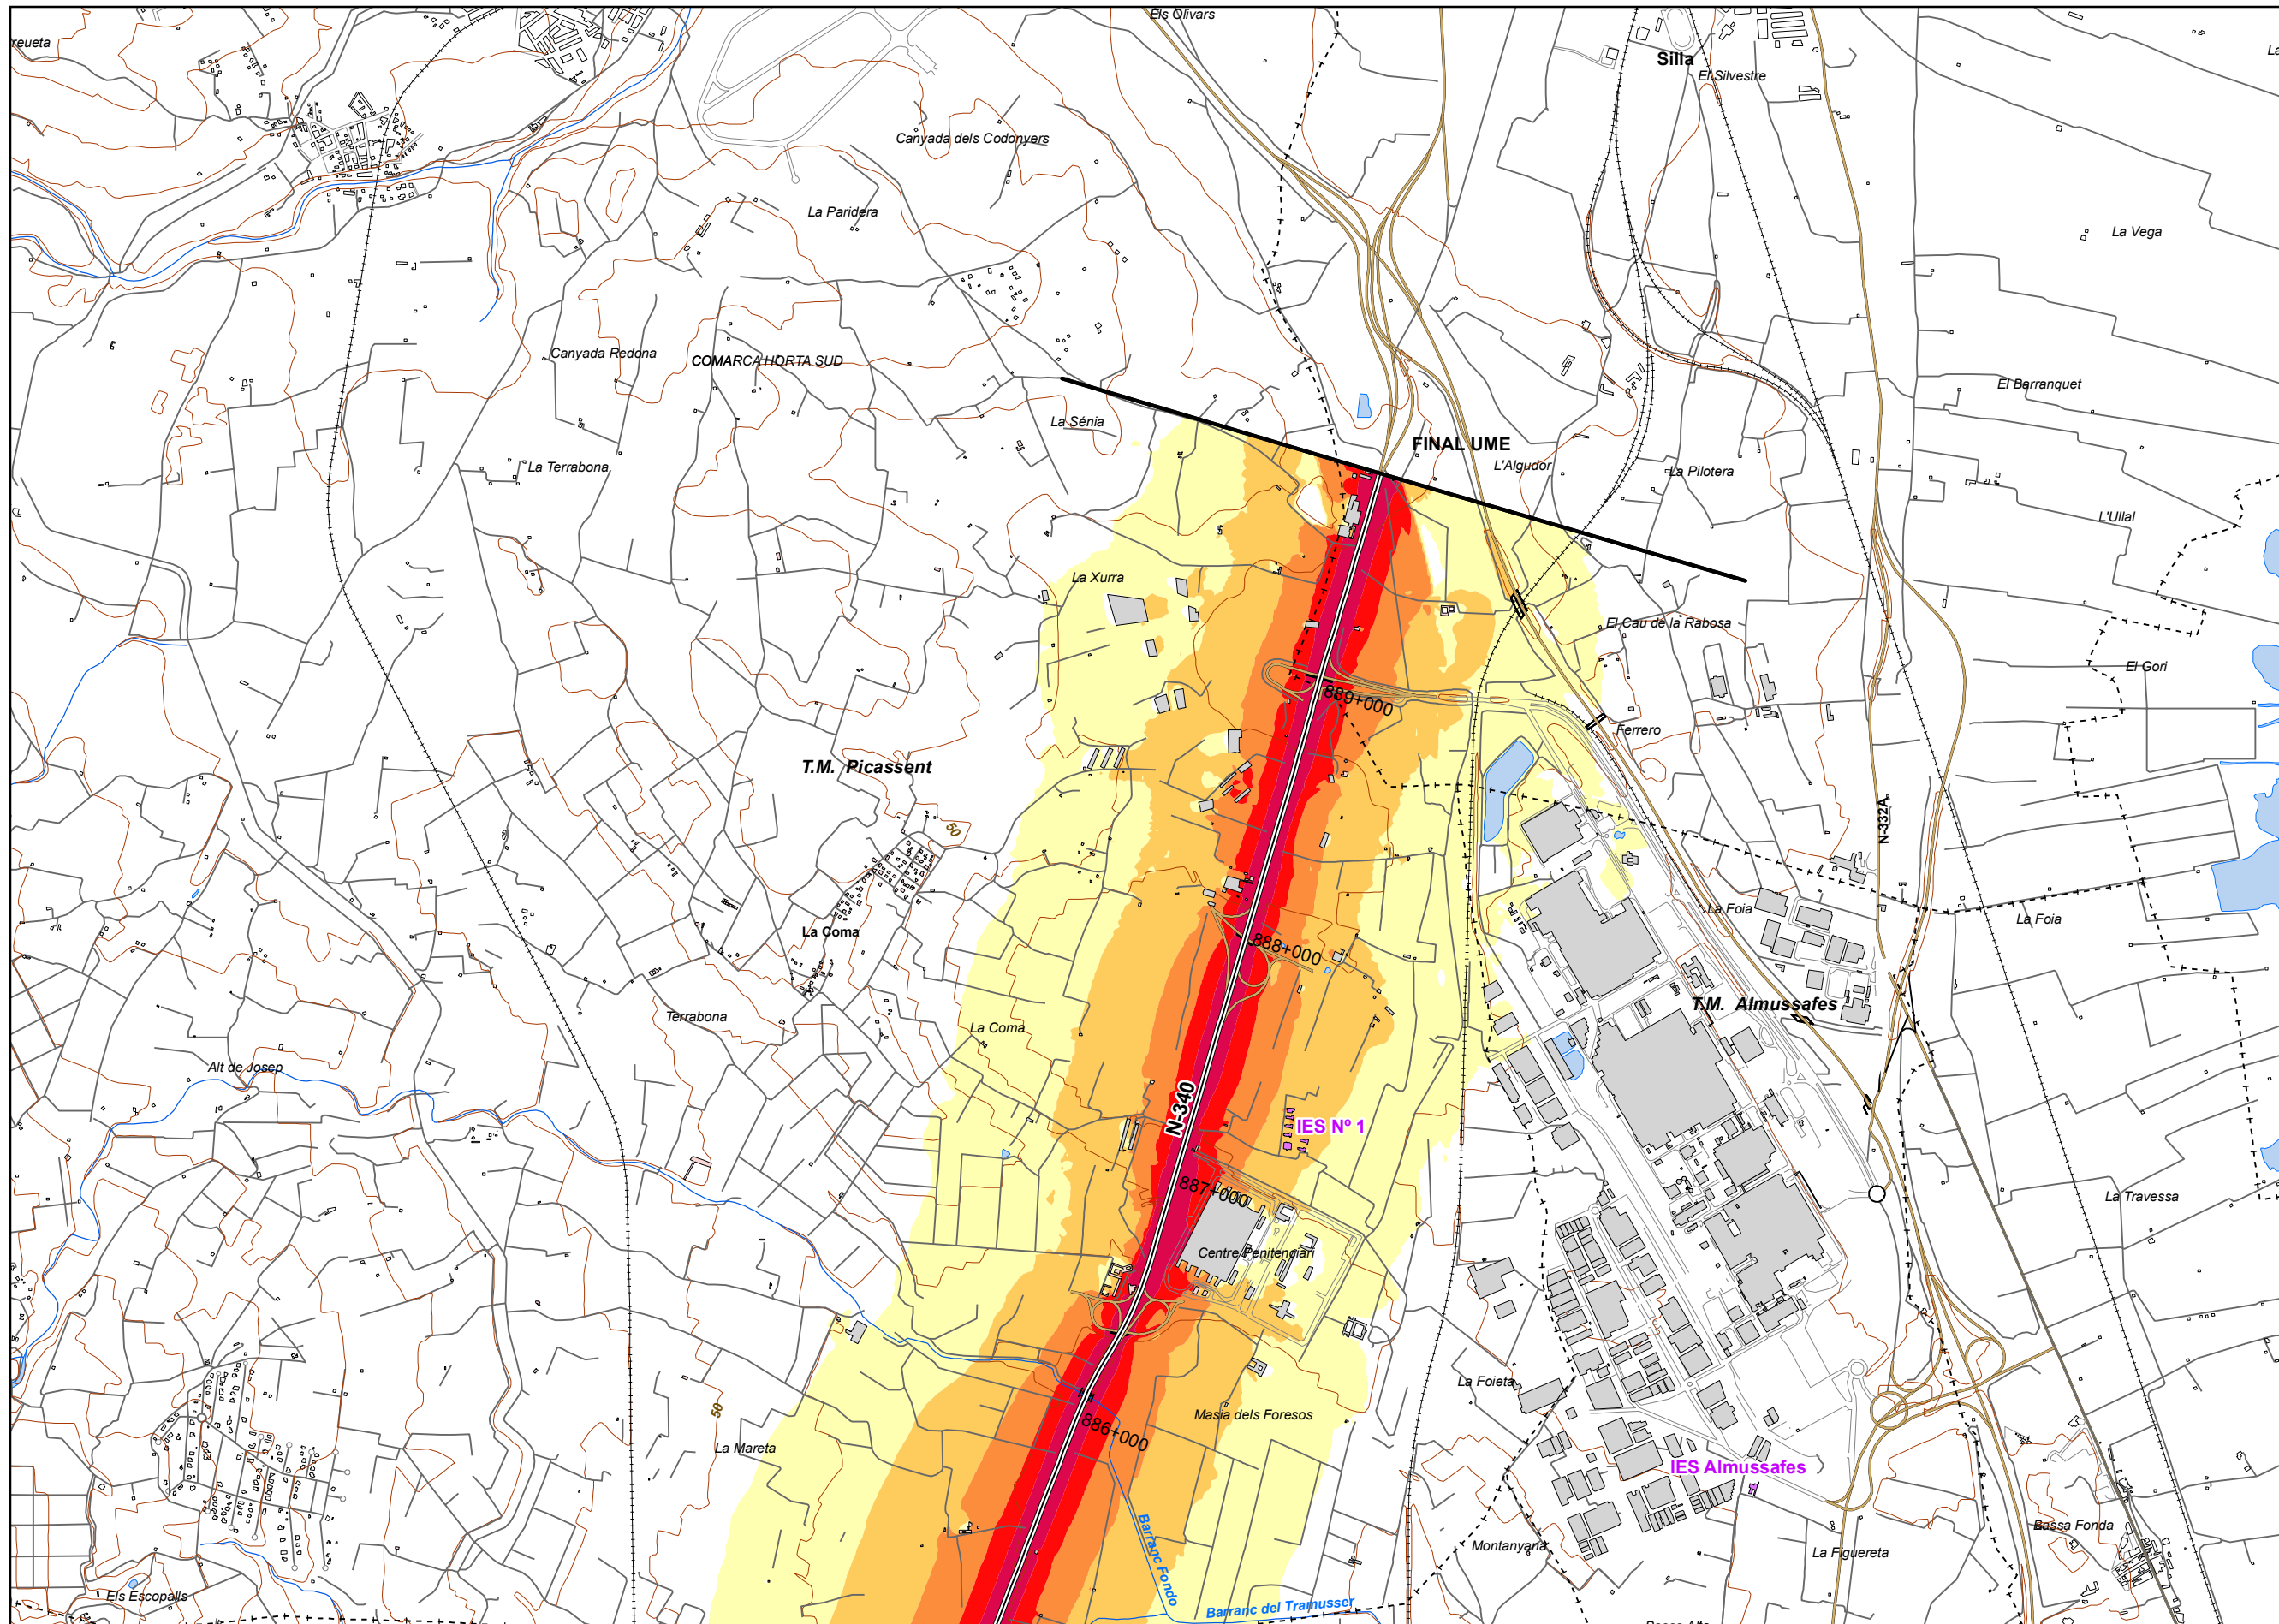 Els Olivars
reueta
Silla
El Silvestre
Canyada dels Codonyers
La Paridera
La Vega
Canyada Redona
COMARCA HORTA SUD
El Barranquet
La Sénia
FINAL UME
L'Algudor
La Terrabona
La Pilotera
L'Ullal
La Xurra
El Cau de la Rabosa
El Gori
889+000
Ferrero
T.M. Picassent
50
N-332A
La Foia
La Foia
La Coma
888+000
T.M. Almussafes
Terrabona
La Coma
Alt de Josep
N-340
IES Nº 1
887+000
La Travessa
Centre Penitenciari
La Foieta
50
Masia dels Foresos
886+000
La Mareta
IES Almussafes
Bassa Fonda
Montanyana
La Figuereta
Barranc Fondo
Els Escopalls
Barranc del Tramusser